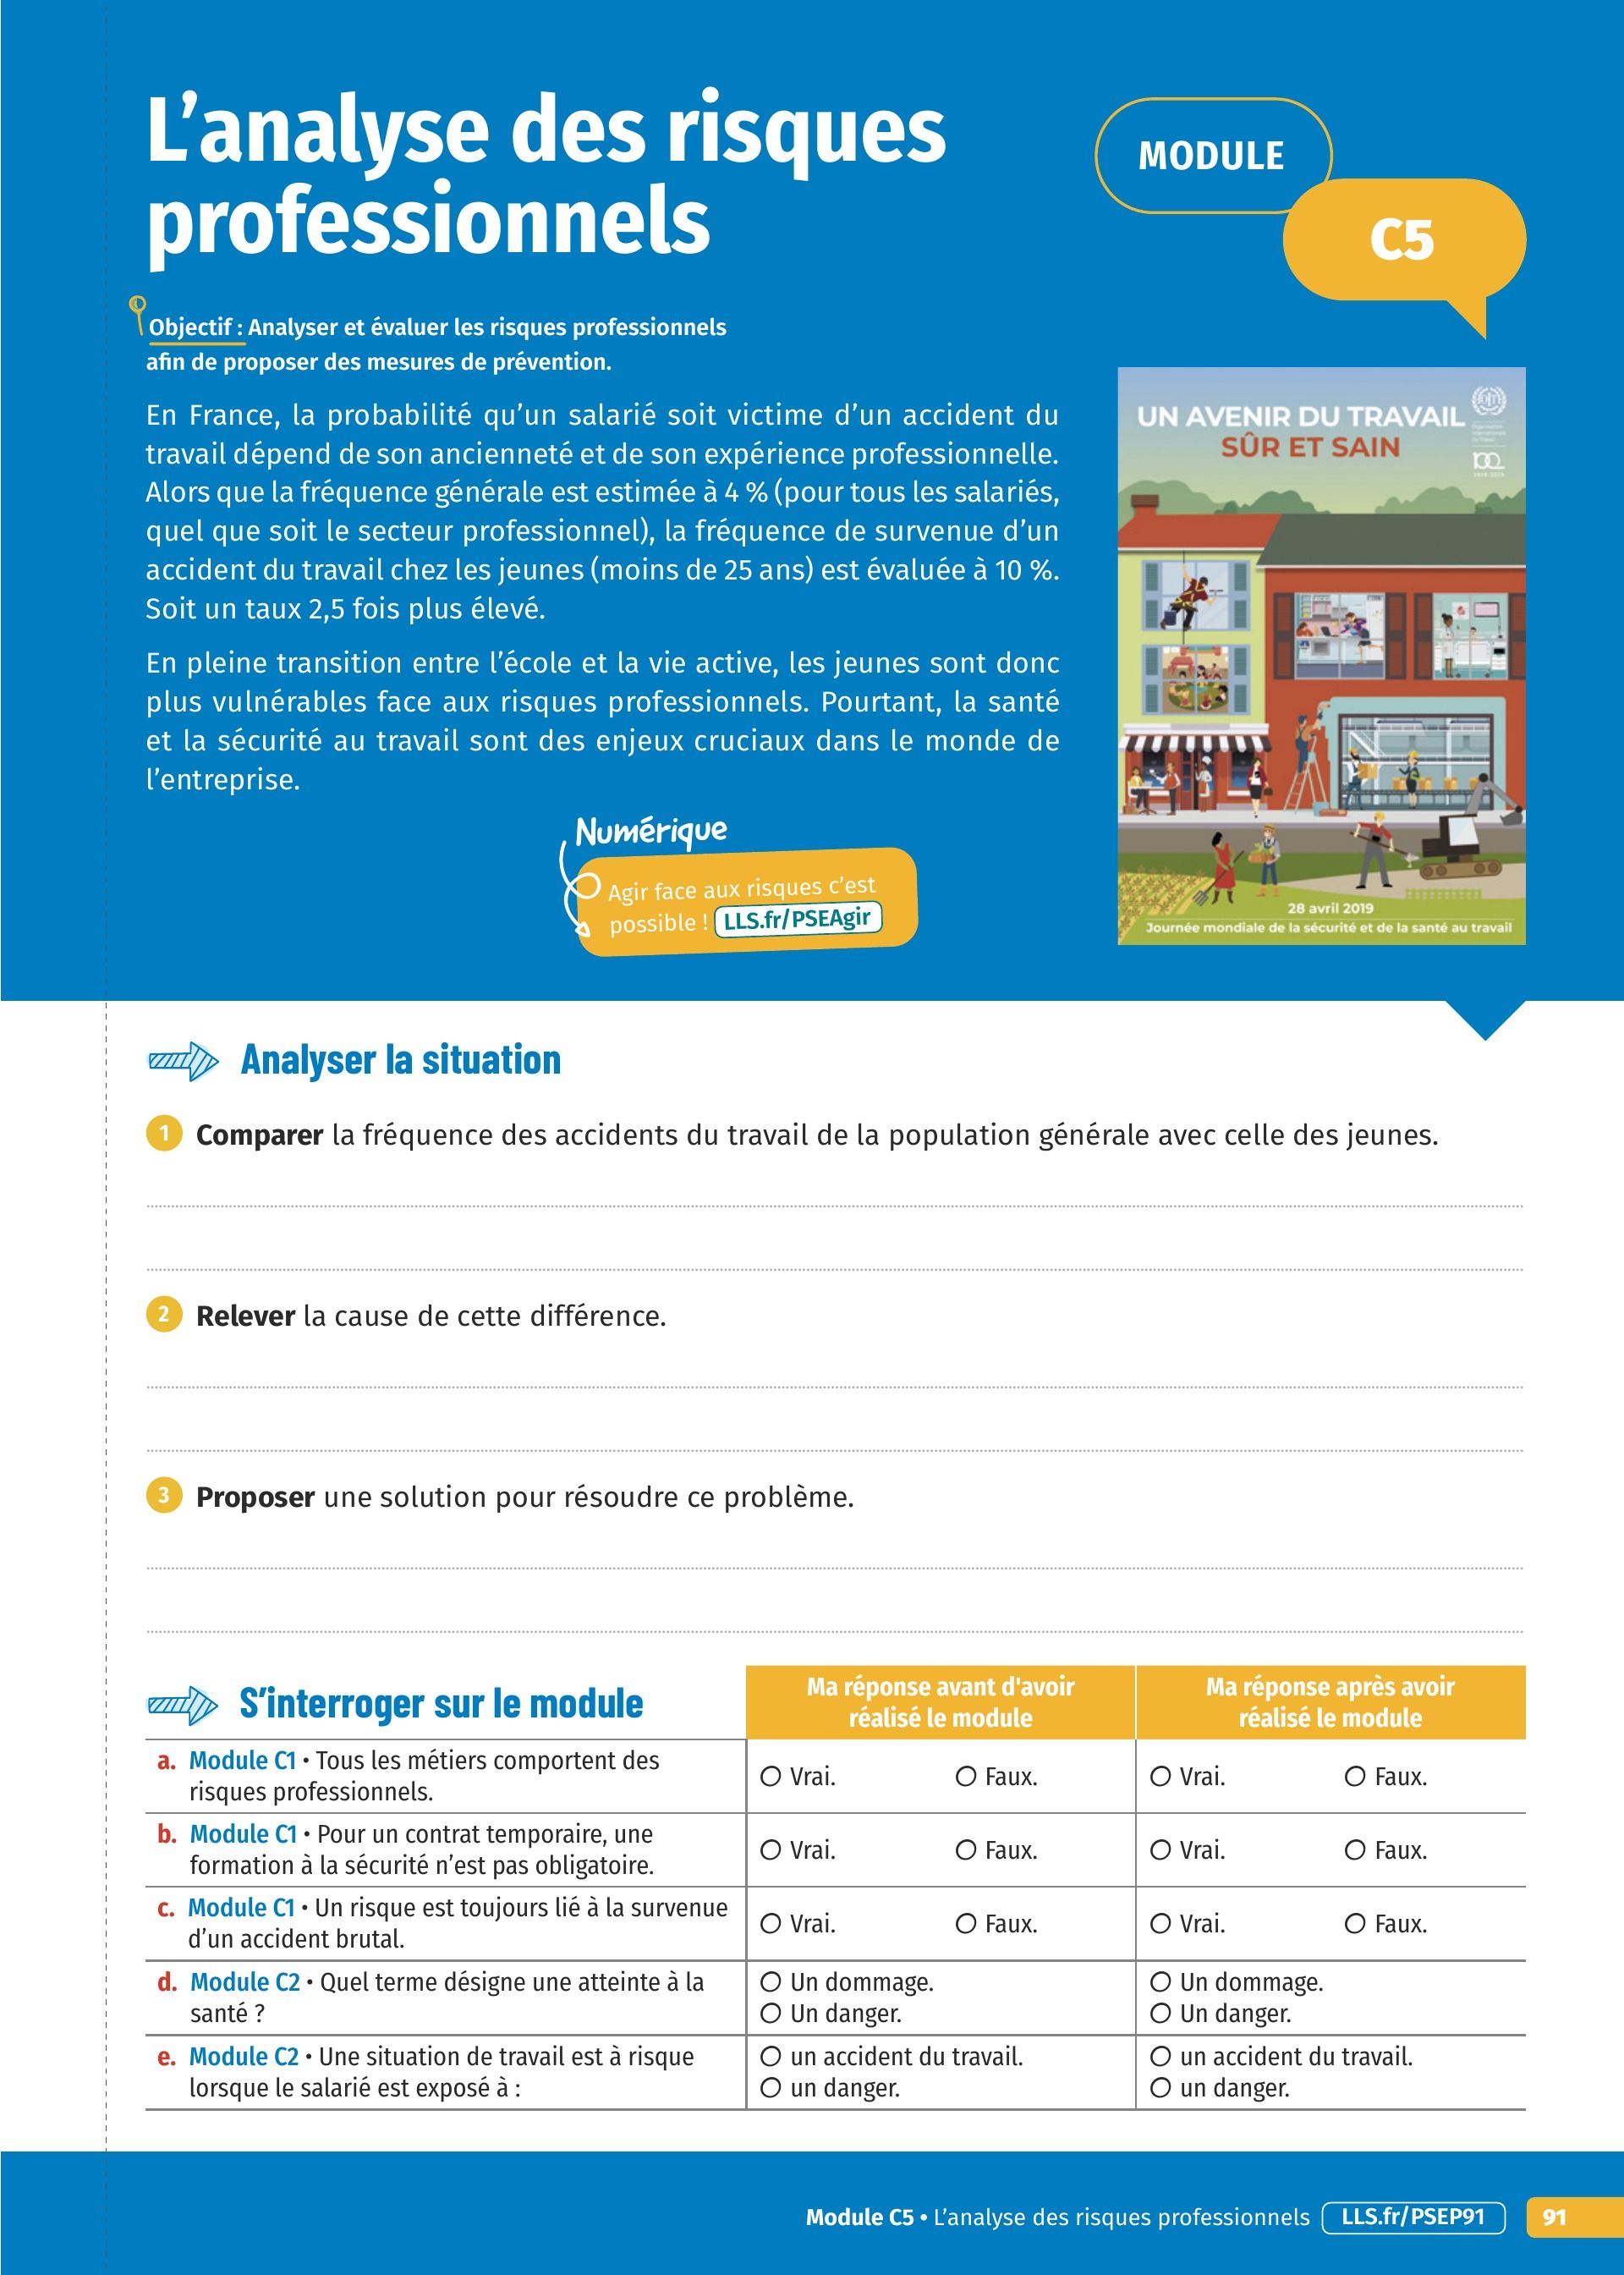 L'analyse des risques
professionnels
MODULE
C5
Objectif : Analyser et évaluer les risques professionnels
afin de proposer des mesures de prévention.
En France, la probabilité qu'un salarié soit victime d'un accident du
travail dépend de son ancienneté et de son expérience professionnelle.
Alors que la fréquence générale est estimée à 4 % (pour tous les salariés,
quel que soit le secteur professionnel), la fréquence de survenue d'un
accident du travail chez les jeunes (moins de 25 ans) est évaluée à 10 %.
Soit un taux 2,5 fois plus élevé.
En pleine transition entre l'école et la vie active, les jeunes sont donc
plus vulnérables face aux risques professionnels. Pourtant, la santé
et la sécurité au travail sont des enjeux cruciaux dans le monde de
l'entreprise.
Numérique
Agir face aux risques c'est
possible ! LLS.fr/PSEAgir
UN AVENIR DU TRAVAIL
SÛR ET SAIN
28 avril 2019
Journée mondiale de la sécurité et de la santé au travail
Analyser la situation
1 Comparer la fréquence des accidents du travail de la population générale avec celle des jeunes.
2 Relever la cause de cette différence.
3 Proposer une solution pour résoudre ce problème.
S'interroger sur le module
Ma réponse avant d'avoir
réalisé le module
Ma réponse après avoir
réalisé le module
a. Module C1 • Tous les métiers comportent des
risques professionnels.
Vrai. Faux. Vrai. Faux.
b. Module C1 • Pour un contrat temporaire, une
formation à la sécurité n'est pas obligatoire.
Vrai. Faux. Vrai. Faux.
c. Module C1 • Un risque est toujours lié à la survenue
d'un accident brutal.
Vrai. Faux. Vrai. Faux.
d. Module C2 • Quel terme désigne une atteinte à la
santé ?
Un dommage. Un dommage.
Un danger. Un danger.
e. Module C2 • Une situation de travail est à risque
lorsque le salarié est exposé à :
un accident du travail. un accident du travail.
un danger. un danger.
Module C5 • L'analyse des risques professionnels LLS.fr/PSEP91 91